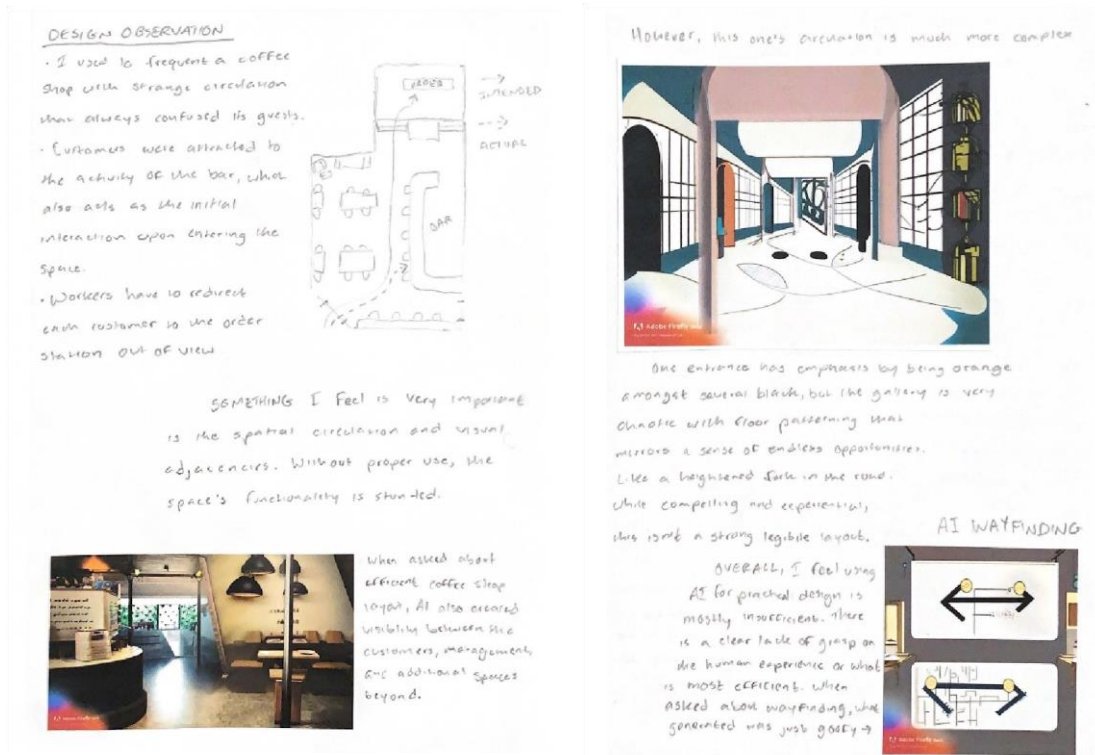 DESIGN OBSERVATION
· I used to frequent a coffee
shop with strange circulation
that always confused its guests.
· Customers were attracted to
the activity of the bar, what
also acts as the initial
interaction upon entering the
space.
· Workers have to redirect
each customer to the order
station out of view
ORDER
INTENDED
ACTUAL
BAR
SOMETHING I feel is very important
is the spatial circulation and visual
adjacencies. Without proper use, the
space's functionality is stunted.
When asked about
efficient coffee shop
layout, AI also created
visibility between the
customers, management,
and additional spaces
beyond.
Adobe Firefly
However, this one's circulation is much more complex
Adobe Firefly
One entrance has emphasis by being orange
amongst several black, but the gallery is very
chaotic with floor patterning that
mirrors a sense of endless opportunities.
Like a heightened fork in the road.
While compelling and experiential,
this isn't a strong legible layout.
AI WAYFINDING
OVERALL, I feel using
AI for practical design is
mostly insufficient. There
is a clear lack of grasp on
the human experience or what
is most efficient. When
asked about wayfinding, what
generated was just goofy →
Adobe Firefly